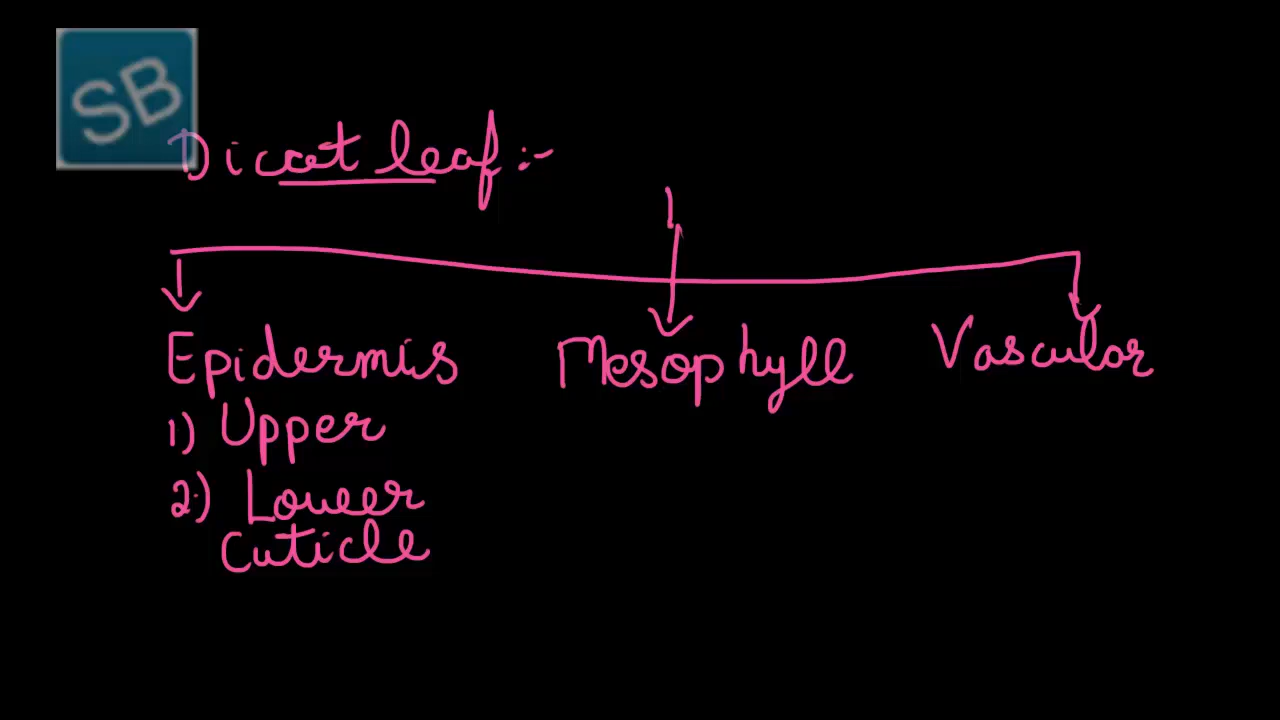 SB
Dicot leaf :-
Epidermis Mesophyll Vascular
1) Upper
2) Lower
Cuticle